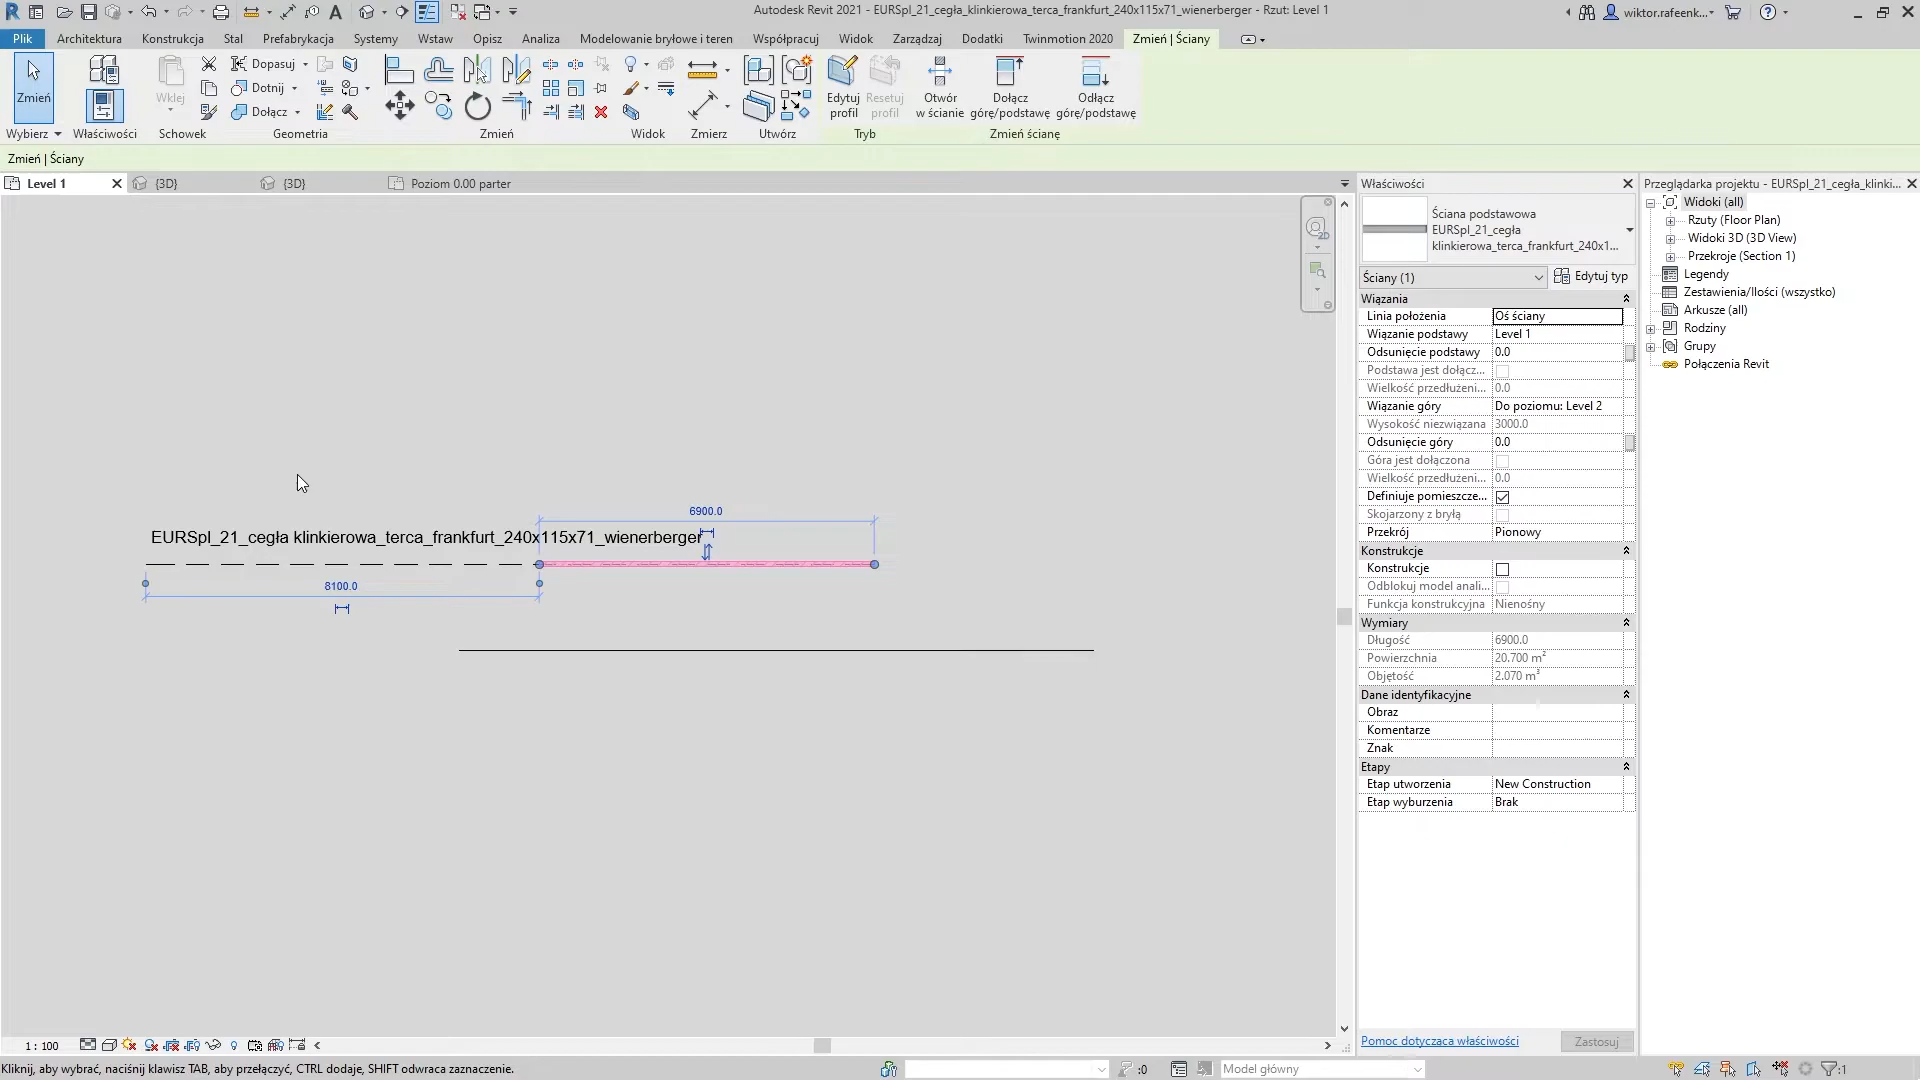 Autodesk Revit 2021 - EURSpl_21_cegła_klinkierowa_terca_frankfurt_240x115x71_wienerberger - Rzut: Level 1
wiktor.rafeenk...
Plik Architektura Konstrukcja Stal Prefabrykacja Systemy Wstaw Opisz Analiza Modelowanie bryłowe i teren Współpracuj Widok Zarządzaj Dodatki Twinmotion 2020 Zmień | Ściany
Zmień
Wklej
Dopasuj
Dotnij
Dołącz
Edytuj profil
Resetuj profil
Otwór w ścianie
Dołącz górę/podstawę
Odłącz górę/podstawę
Wybierz Właściwości Schowek Geometria Zmień Widok Zmierz Utwórz Tryb Zmień ścianę
Zmień | Ściany
Level 1 {3D} {3D} Poziom 0.00 parter
2D
6900.0
EURSpl_21_cegła klinkierowa_terca_frankfurt_240x115x71_wienerberger
8100.0
Właściwości
Ściana podstawowa
EURSpl_21_cegła
klinkierowa_terca_frankfurt_240x1...
Ściany (1) Edytuj typ
Wiązania
Linia położenia Oś ściany
Wiązanie podstawy Level 1
Odsunięcie podstawy 0.0
Podstawa jest dołącz...
Wielkość przedłużeni... 0.0
Wiązanie góry Do poziomu: Level 2
Wysokość niezwiązana 3000.0
Odsunięcie góry 0.0
Góra jest dołączona
Wielkość przedłużeni... 0.0
Definiuje pomieszcze...
Skojarzony z bryłą
Przekrój Pionowy
Konstrukcje
Konstrukcje
Odblokuj model anali...
Funkcja konstrukcyjna Nienośny
Wymiary
Długość 6900.0
Powierzchnia 20.700 m²
Objętość 2.070 m³
Dane identyfikacyjne
Obraz
Komentarze
Znak
Etapy
Etap utworzenia New Construction
Etap wyburzenia Brak
Pomoc dotycząca właściwości Zastosuj
Przeglądarka projektu - EURSpl_21_cegła_klinki...
Widoki (all)
Rzuty (Floor Plan)
Widoki 3D (3D View)
Przekroje (Section 1)
Legendy
Zestawienia/Ilości (wszystko)
Arkusze (all)
Rodziny
Grupy
Połączenia Revit
1 : 100
Kliknij, aby wybrać, naciśnij klawisz TAB, aby przełączyć, CTRL dodaje, SHIFT odwraca zaznaczenie.
:0
Model główny
:1